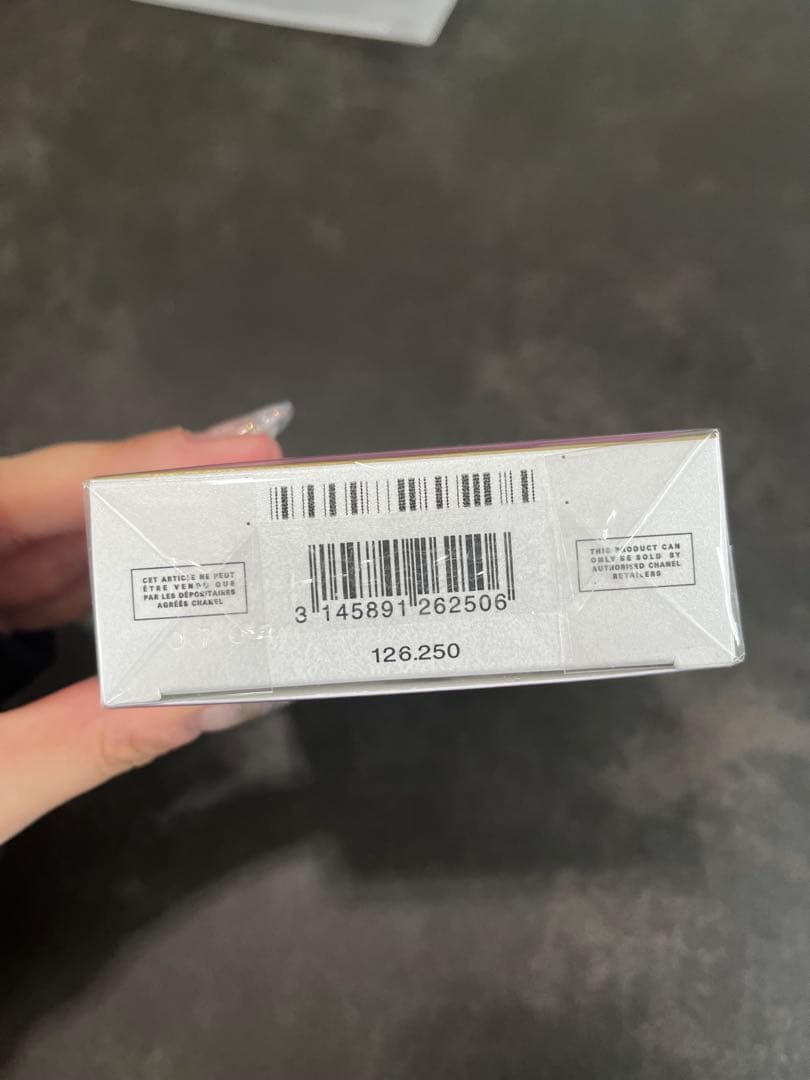 CET ARTICLE NE PEUT
ÊTRE VENDU QUE
PAR LES DÉPOSITAIRES
AGRÉÉS CHANEL
3 145891 262506
126.250
THIS PRODUCT CAN
ONLY BE SOLD BY
AUTHORISED CHANEL
RETAILERS